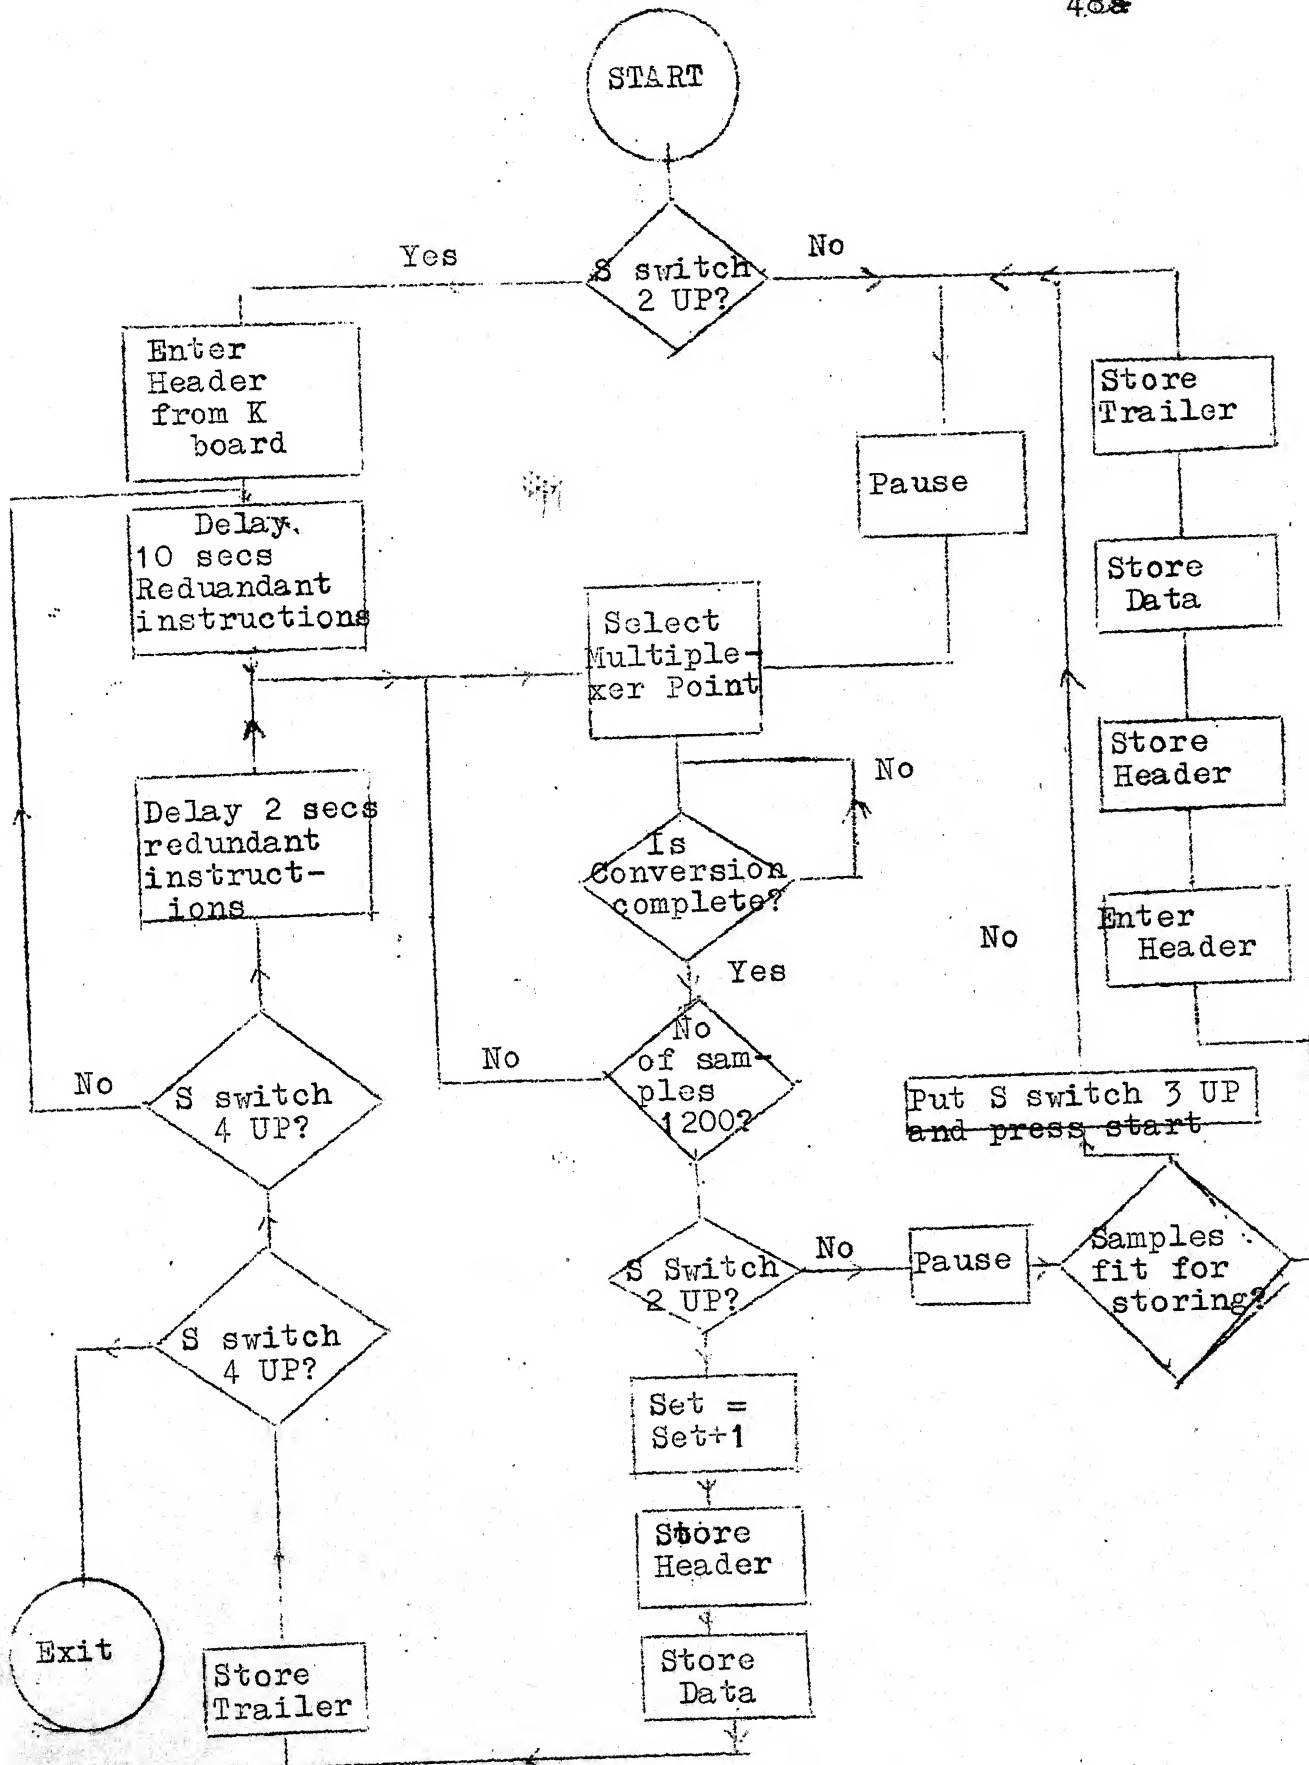 START
S switch
2 UP?
Yes
No
Enter
Header
from K
board
Delay.
10 secs
Reduandant
instructions
Select
Multiple-
xer Point
Pause
Store
Trailer
Store
Data
Store
Header
Enter
Header
Delay 2 secs
redundant
instruct-
ions
Is
Conversion
complete?
No
Yes
No
of sam-
ples
1200?
No
No
S switch
4 UP?
No
Put S switch 3 UP
and press start
S Switch
2 UP?
No
Pause
Samples
fit for
storing?
S switch
4 UP?
Set =
Set+1
Store
Header
Store
Data
Exit
Store
Trailer